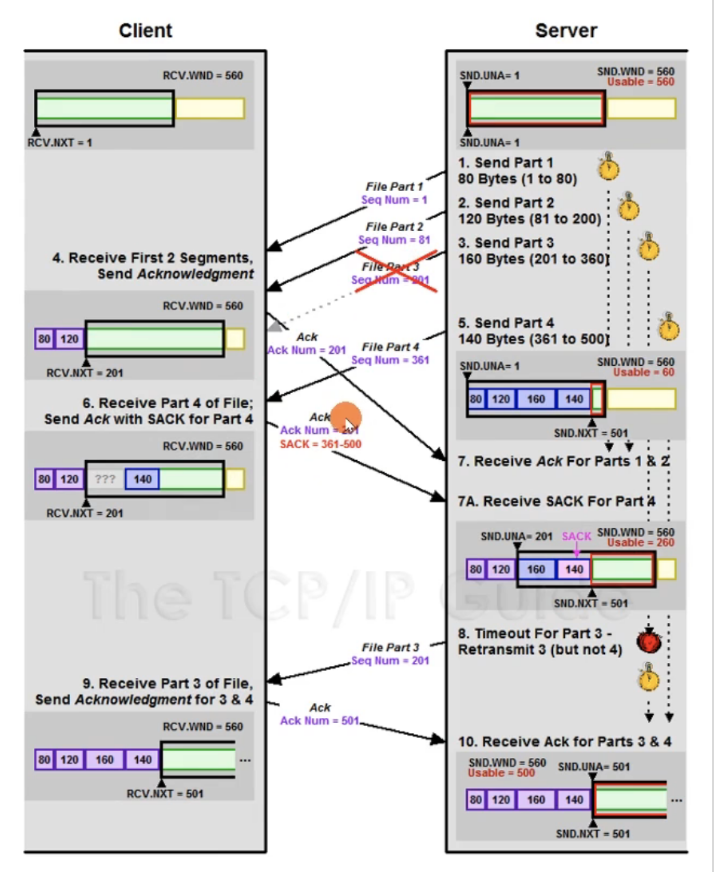 Client
Server
RCV.WND = 560
RCV.NXT = 1
SND.UNA= 1
SND.WND = 560
Usable = 560
SND.UNA= 1
1. Send Part 1
80 Bytes (1 to 80)
File Part 1
Seq Num = 1
2. Send Part 2
120 Bytes (81 to 200)
File Part 2
Seq Num = 81
3. Send Part 3
160 Bytes (201 to 360)
File Part 3
Seq Num = 201
4. Receive First 2 Segments,
Send Acknowledgment
RCV.WND = 560
80 120
RCV.NXT = 201
Ack
Ack Num = 201
5. Send Part 4
140 Bytes (361 to 500)
File Part 4
Seq Num = 361
SND.UNA= 1
SND.WND = 560
Usable = 60
80 120 160 140
SND.NXT = 501
6. Receive Part 4 of File;
Send Ack with SACK for Part 4
Ack
Ack Num = 201
SACK = 361-500
RCV.WND = 560
80 120 ??? 140
RCV.NXT = 201
7. Receive Ack For Parts 1 & 2
7A. Receive SACK For Part 4
SND.UNA= 201
SACK
SND.WND = 560
Usable = 260
80 120 160 140
SND.NXT = 501
The TCP/IP Guide
8. Timeout For Part 3 -
Retransmit 3 (but not 4)
File Part 3
Seq Num = 201
9. Receive Part 3 of File,
Send Acknowledgment for 3 & 4
Ack
Ack Num = 501
RCV.WND = 560
80 120 160 140 ...
RCV.NXT = 501
10. Receive Ack for Parts 3 & 4
SND.WND = 560
Usable = 500
SND.UNA= 501
80 120 160 140 ...
SND.NXT = 501